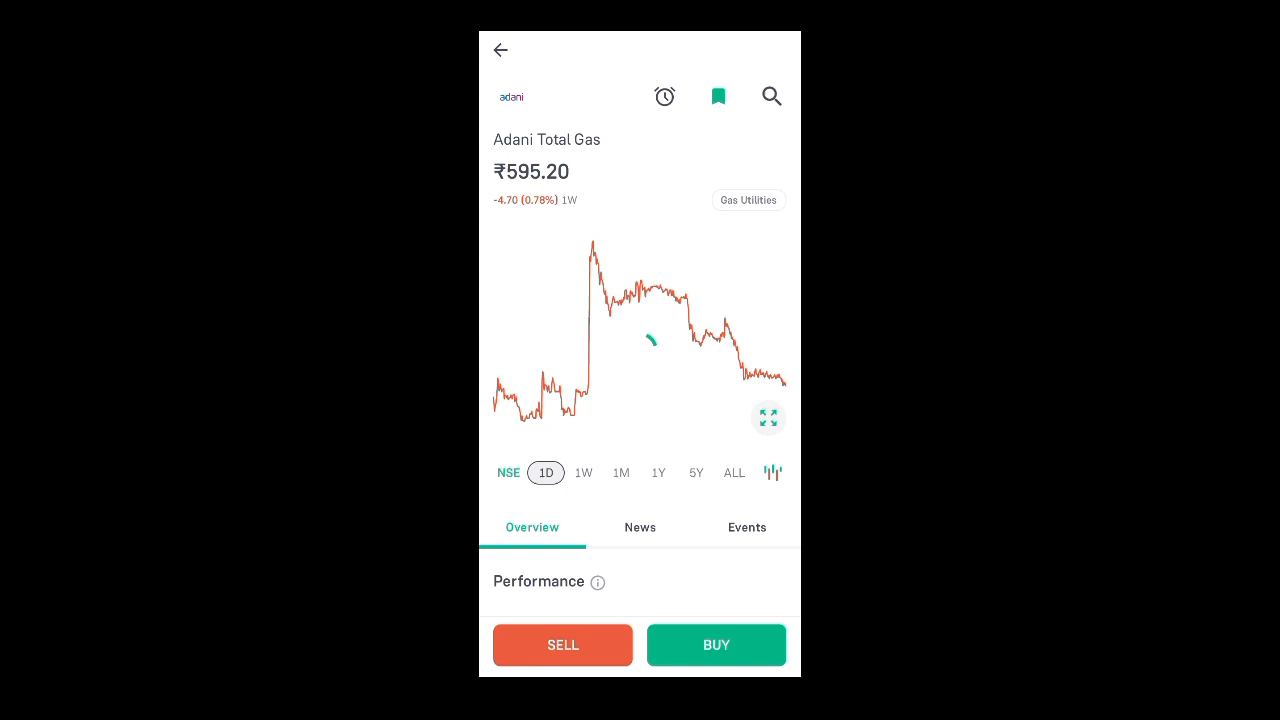 adani
Adani Total Gas
₹595.20
-4.70 (0.78%) 1W
Gas Utilities
NSE 1D 1W 1M 1Y 5Y ALL
Overview News Events
Performance
SELL BUY